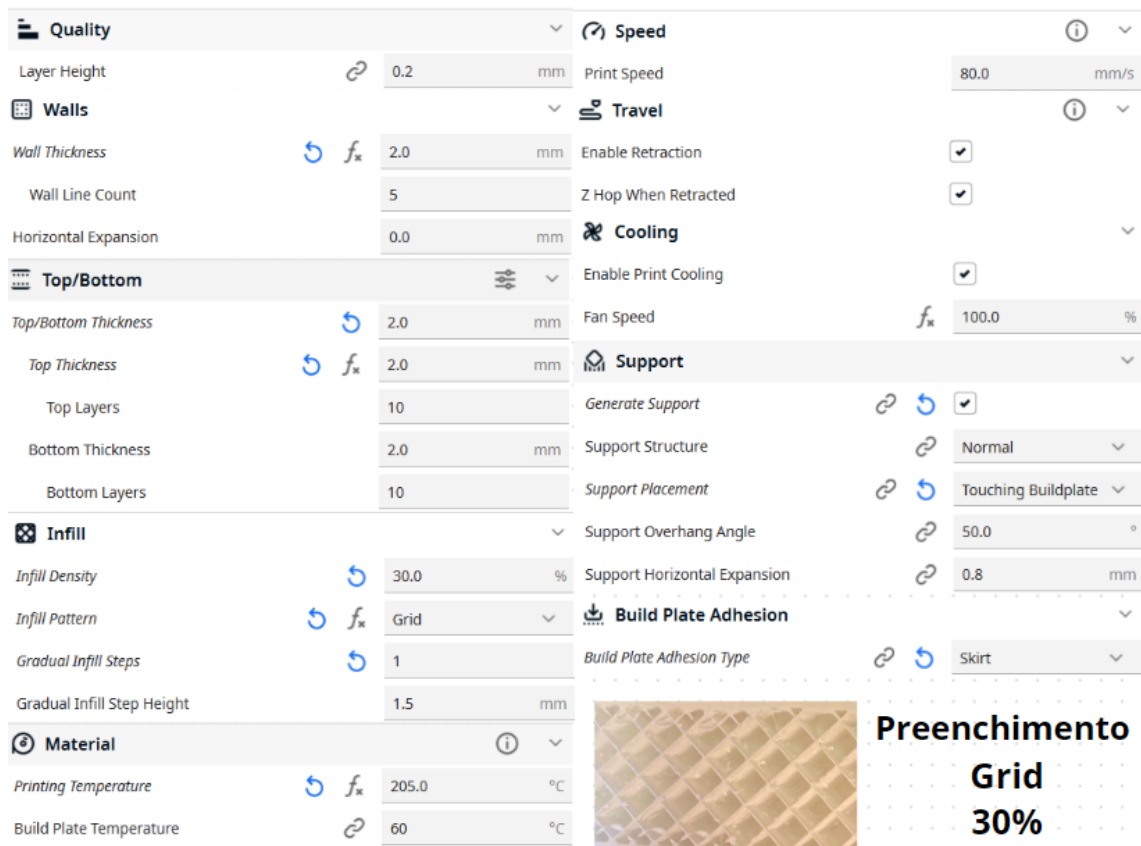 Quality
Layer Height 0.2 mm
Walls
Wall Thickness 2.0 mm
Wall Line Count 5
Horizontal Expansion 0.0 mm
Top/Bottom
Top/Bottom Thickness 2.0 mm
Top Thickness 2.0 mm
Top Layers 10
Bottom Thickness 2.0 mm
Bottom Layers 10
Infill
Infill Density 30.0 %
Infill Pattern Grid
Gradual Infill Steps 1
Gradual Infill Step Height 1.5 mm
Material
Printing Temperature 205.0 °C
Build Plate Temperature 60 °C
Speed
Print Speed 80.0 mm/s
Travel
Enable Retraction
Z Hop When Retracted
Cooling
Enable Print Cooling
Fan Speed 100.0 %
Support
Generate Support
Support Structure Normal
Support Placement Touching Buildplate
Support Overhang Angle 50.0 °
Support Horizontal Expansion 0.8 mm
Build Plate Adhesion
Build Plate Adhesion Type Skirt
Preenchimento
Grid
30%